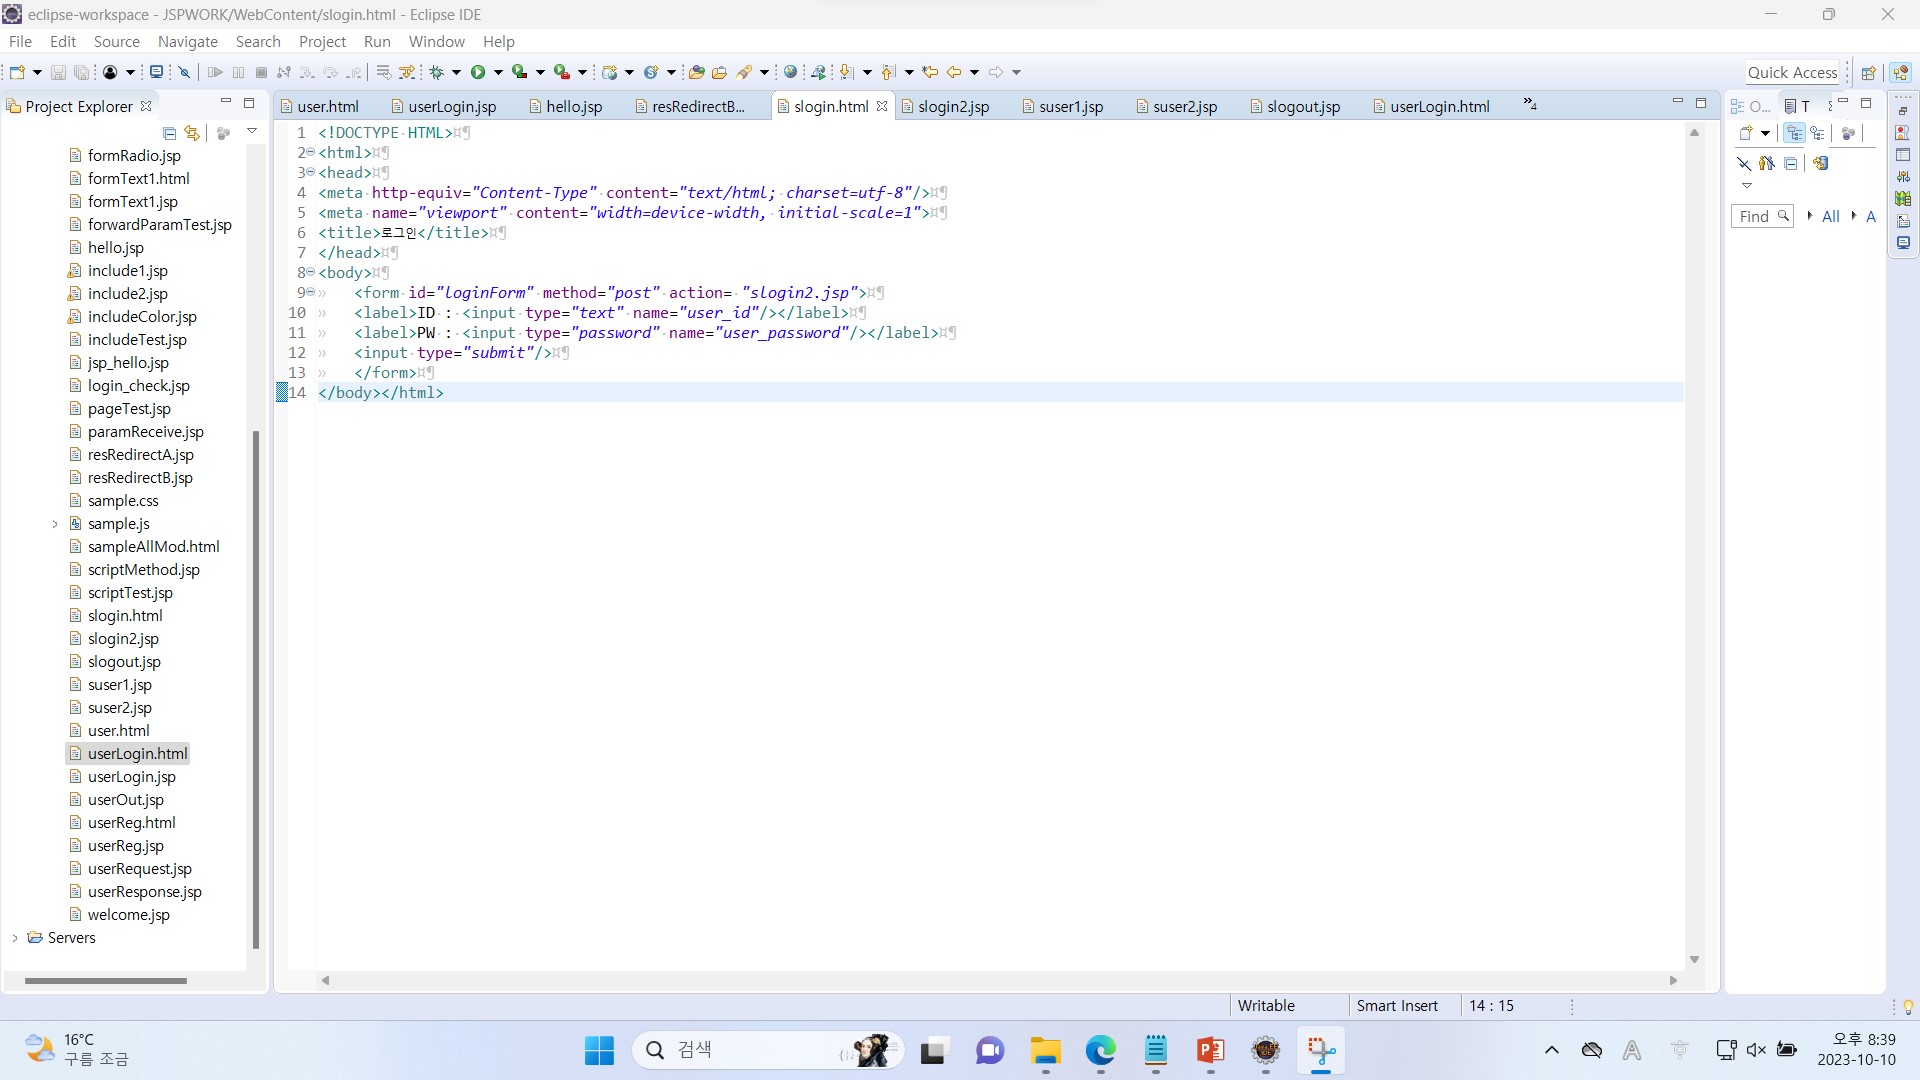 eclipse-workspace - JSPWORK/WebContent/slogin.html - Eclipse IDE
File Edit Source Navigate Search Project Run Window Help
Quick Access
Project Explorer
user.html userLogin.jsp hello.jsp resRedirectB... slogin.html slogin2.jsp suser1.jsp suser2.jsp slogout.jsp userLogin.html »4
O... T
formRadio.jsp
formText1.html
formText1.jsp
forwardParamTest.jsp
hello.jsp
include1.jsp
include2.jsp
includeColor.jsp
includeTest.jsp
jsp_hello.jsp
login_check.jsp
pageTest.jsp
paramReceive.jsp
resRedirectA.jsp
resRedirectB.jsp
sample.css
sample.js
sampleAllMod.html
scriptMethod.jsp
scriptTest.jsp
slogin.html
slogin2.jsp
slogout.jsp
suser1.jsp
suser2.jsp
user.html
userLogin.html
userLogin.jsp
userOut.jsp
userReg.html
userReg.jsp
userRequest.jsp
userResponse.jsp
welcome.jsp
Servers
1 <!DOCTYPE HTML>¤¶
2 <html>¤¶
3 <head>¤¶
4 <meta·http-equiv="Content-Type"·content="text/html;·charset=utf-8"/>¤¶
5 <meta·name="viewport"·content="width=device-width,·initial-scale=1">¤¶
6 <title>로그인</title>¤¶
7 </head>¤¶
8 <body>¤¶
9 » <form·id="loginForm"·method="post"·action=·"slogin2.jsp">¤¶
10 » <label>ID·:·<input·type="text"·name="user_id"/></label>¤¶
11 » <label>PW·:·<input·type="password"·name="user_password"/></label>¤¶
12 » <input·type="submit"/>¤¶
13 » </form>¤¶
14 </body></html>
Find All A
Writable Smart Insert 14 : 15
16°C
구름 조금
검색
오후 8:39
2023-10-10